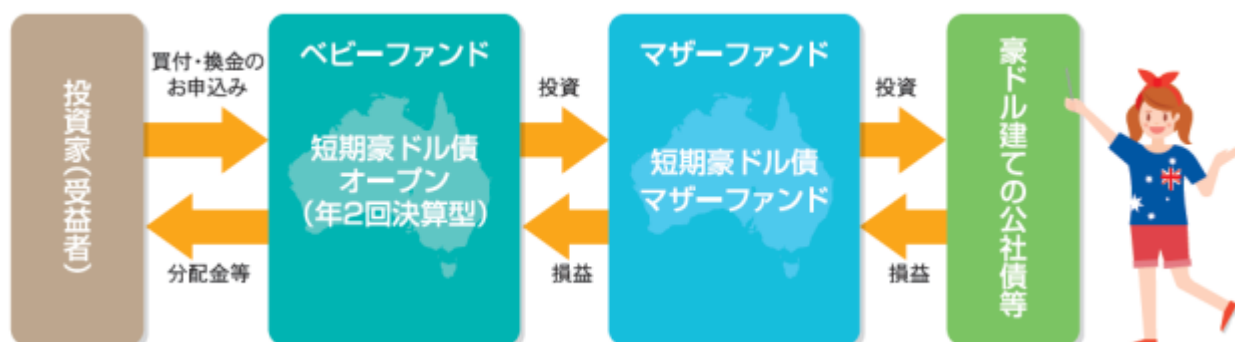 投資家(受益者)
買付・換金の
お申込み
分配金等
ベビーファンド
短期豪ドル債
オープン
(年2回決算型)
投資
損益
マザーファンド
短期豪ドル債
マザーファンド
投資
損益
豪ドル建ての公社債等